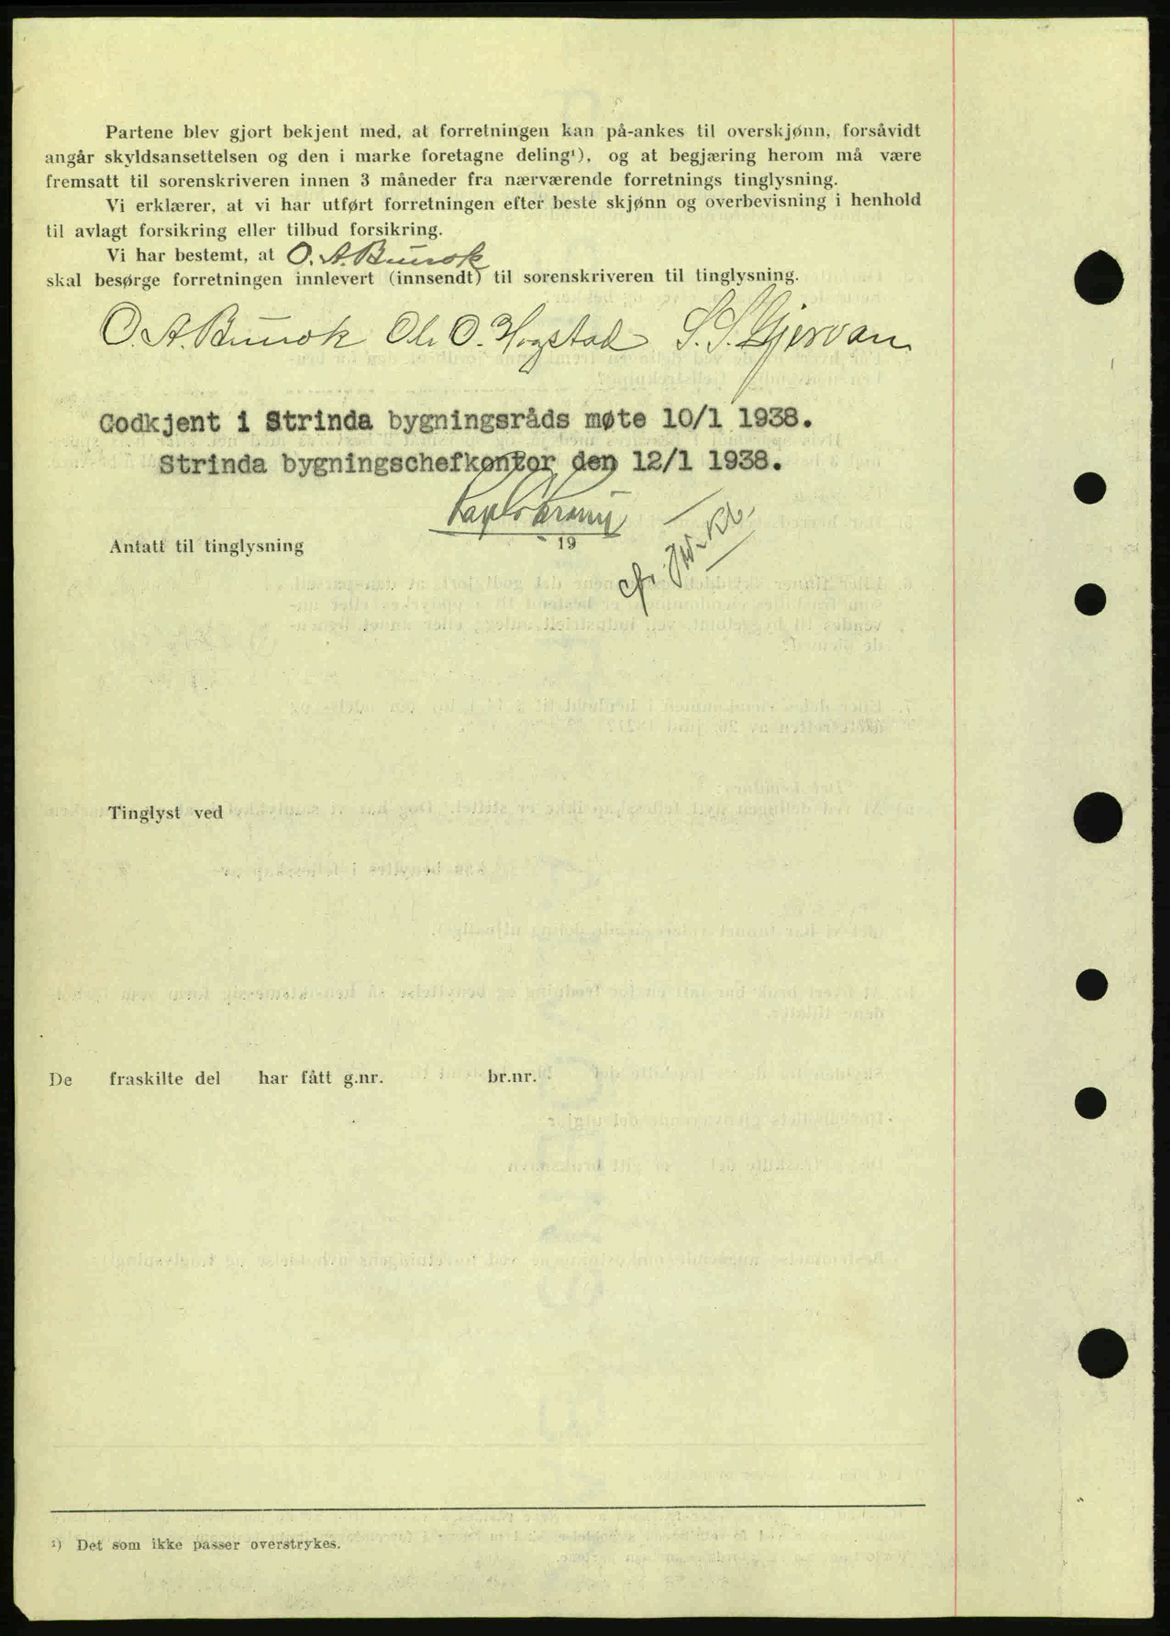 Partene blev gjort bekjent med, at forretningen kan på-ankes til overskjønn, forsåvidt
angår skyldsansettelsen og den i marke foretagne deling¹), og at begjæring herom må være
fremsatt til sorenskriveren innen 3 måneder fra nærværende forretnings tinglysning.
Vi erklærer, at vi har utført forretningen efter beste skjønn og overbevisning i henhold
til avlagt forsikring eller tilbud forsikring.
Vi har bestemt, at O. A. Bruvok
skal besørge forretningen innlevert (innsendt) til sorenskriveren til tinglysning.
O. A. Bruvok Ole O. Hogstad S. S. Gjervan
Godkjent i Strinda bygningsråds møte 10/1 1938.
Strinda bygningschefkontor den 12/1 1938.
Antatt til tinglysning 19
Tinglyst ved
De fraskilte del har fått g.nr. br.nr.
¹) Det som ikke passer overstrykes.